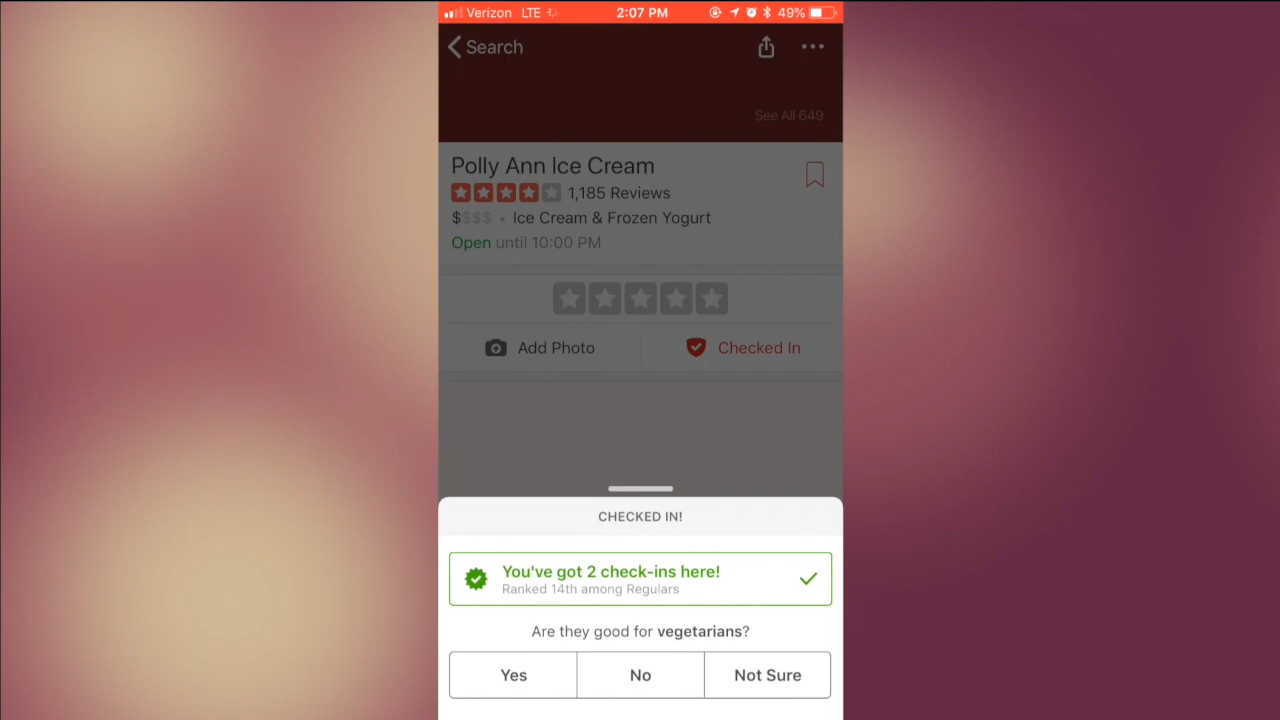 Verizon LTE 2:07 PM 49%
Search
See All 649
Polly Ann Ice Cream
1,185 Reviews
$$$$ • Ice Cream & Frozen Yogurt
Open until 10:00 PM
Add Photo Checked In
CHECKED IN!
You've got 2 check-ins here!
Ranked 14th among Regulars
Are they good for vegetarians?
Yes No Not Sure